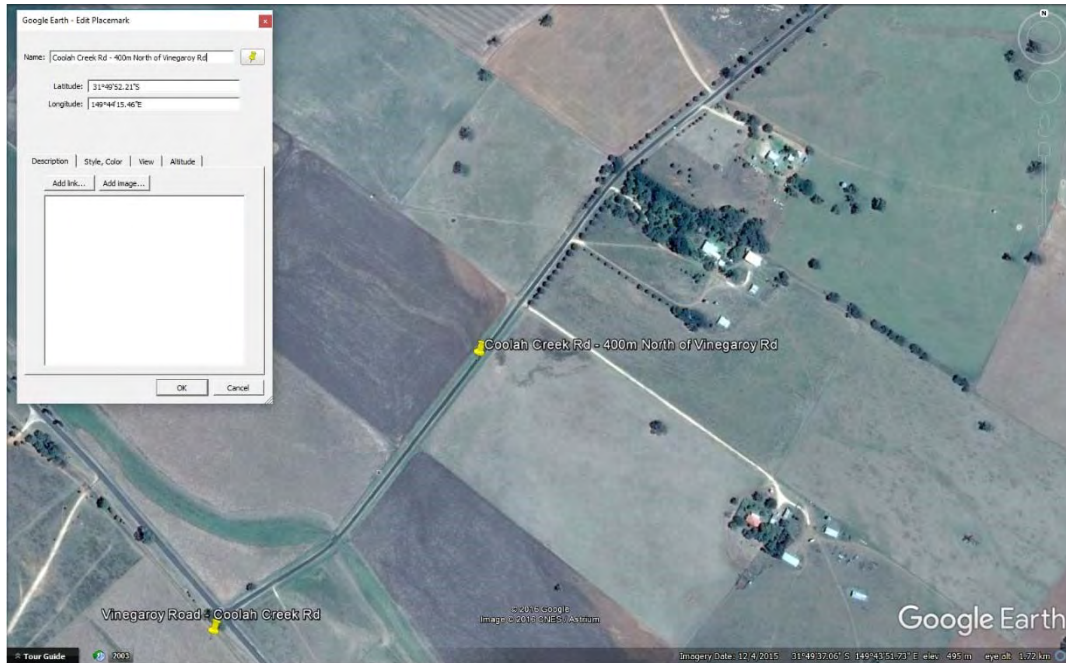 Google Earth - Edit Placemark
Name: Coolah Creek Rd - 400m North of Vinegaroy Rd
Latitude: 31°49'52.21"S
Longitude: 149°44'15.46"E
Description Style, Color View Altitude
Add link... Add image...
OK Cancel
N
Coolah Creek Rd - 400m North of Vinegaroy Rd
Vinegaroy Road - Coolah Creek Rd
© 2016 Google
Image © 2016 CNES / Astrium
Google Earth
Tour Guide 2003
Imagery Date: 12/4/2015 31°49'37.06" S 149°43'51.73" E elev 495 m eye alt 1.72 km